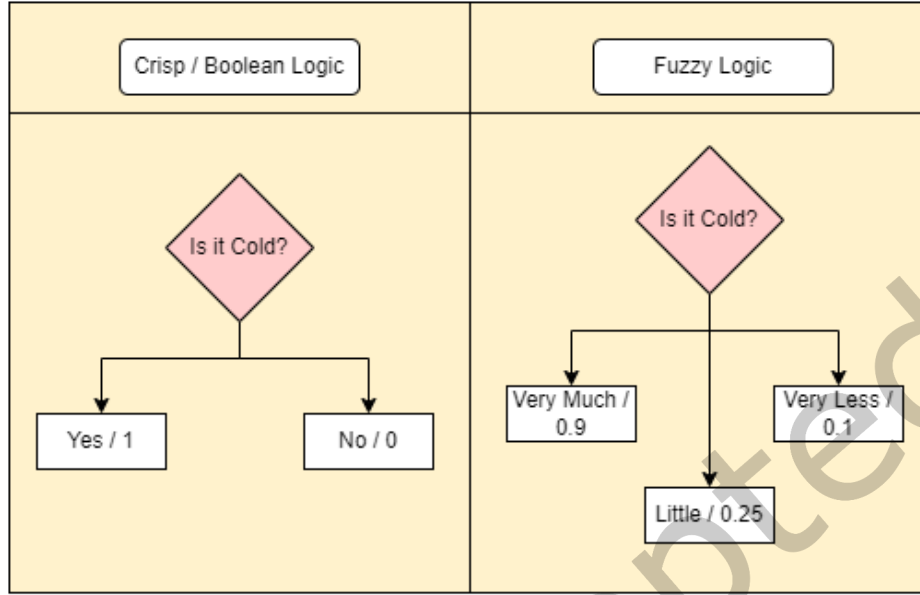 Crisp / Boolean Logic
Fuzzy Logic
Is it Cold?
Is it Cold?
Very Much /
0.9
Very Less /
0.1
Yes / 1
No / 0
Little / 0.25